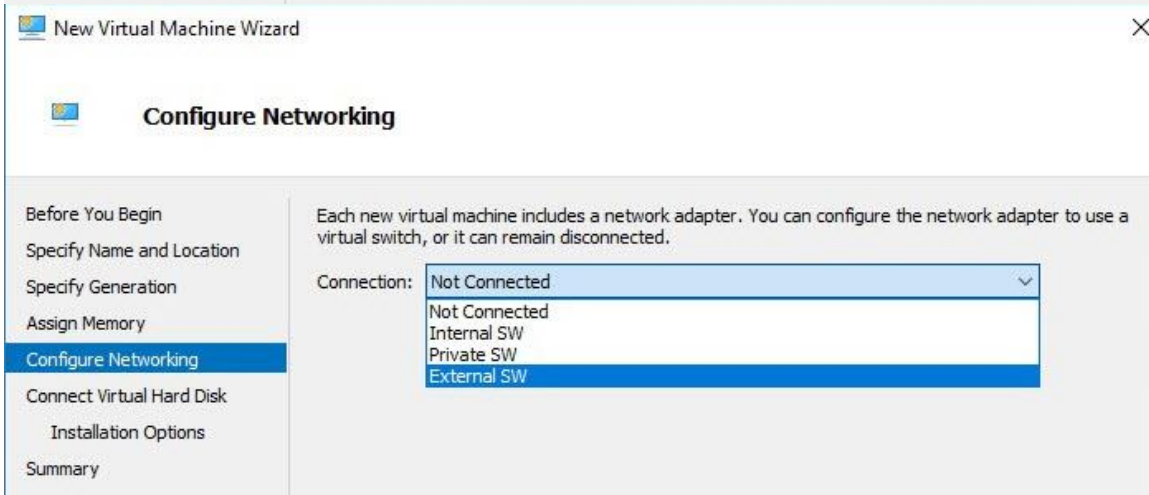 New Virtual Machine Wizard
Configure Networking
Before You Begin
Specify Name and Location
Specify Generation
Assign Memory
Configure Networking
Connect Virtual Hard Disk
Installation Options
Summary
Each new virtual machine includes a network adapter. You can configure the network adapter to use a
virtual switch, or it can remain disconnected.
Connection: Not Connected
Not Connected
Internal SW
Private SW
External SW